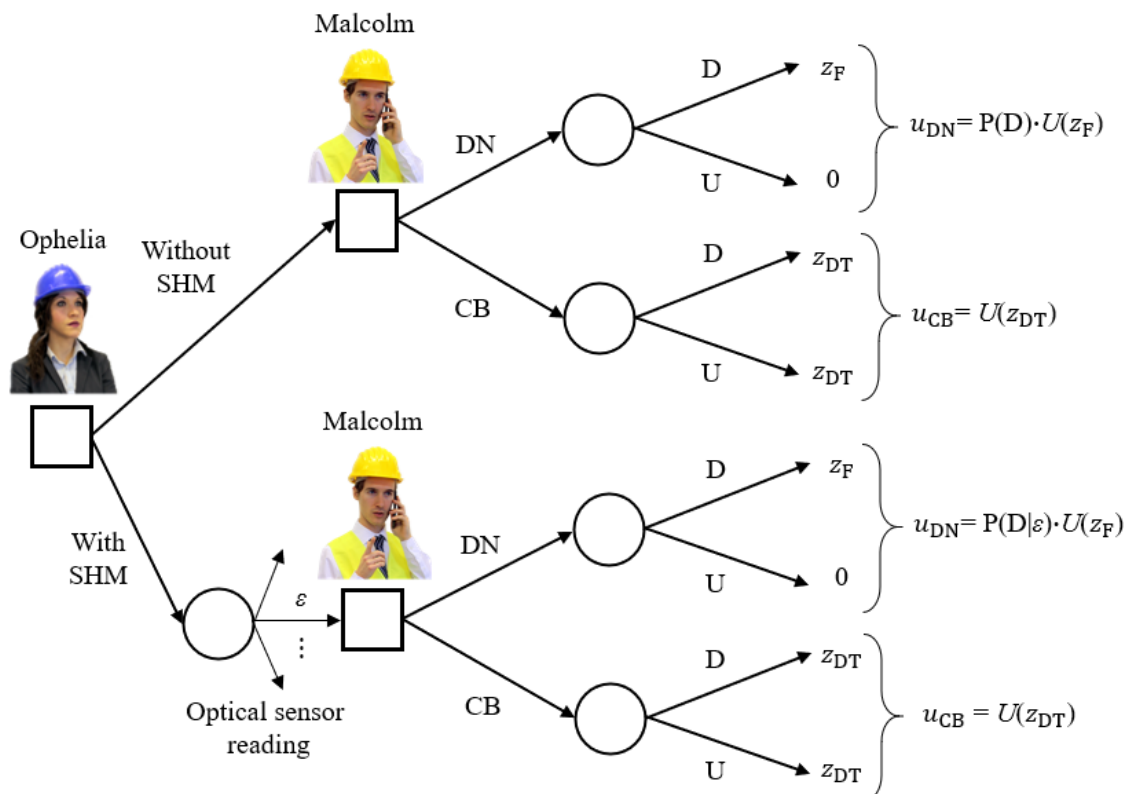 Malcolm
D
z_F
DN
u_DN= P(D)·U(z_F)
U
0
Ophelia
Without
SHM
D
z_DT
CB
u_CB= U(z_DT)
U
z_DT
Malcolm
D
z_F
With
SHM
DN
u_DN= P(D|ε)·U(z_F)
ε
U
0
⋮
D
z_DT
Optical sensor
reading
CB
u_CB = U(z_DT)
U
z_DT